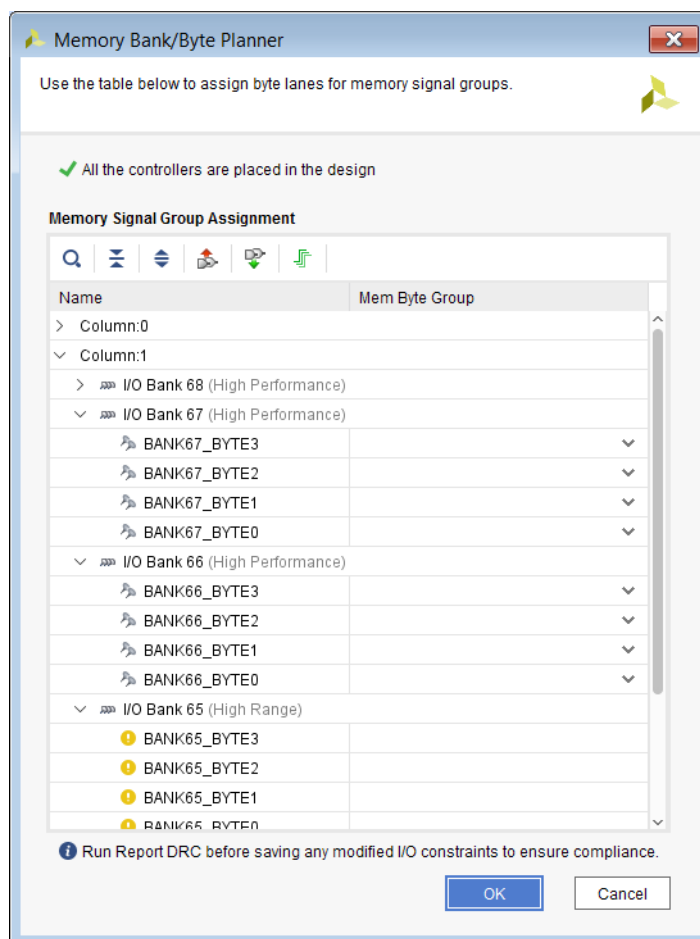 Memory Bank/Byte Planner
Use the table below to assign byte lanes for memory signal groups.
All the controllers are placed in the design
Memory Signal Group Assignment
Name Mem Byte Group
Column:0
Column:1
I/O Bank 68 (High Performance)
I/O Bank 67 (High Performance)
BANK67_BYTE3
BANK67_BYTE2
BANK67_BYTE1
BANK67_BYTE0
I/O Bank 66 (High Performance)
BANK66_BYTE3
BANK66_BYTE2
BANK66_BYTE1
BANK66_BYTE0
I/O Bank 65 (High Range)
BANK65_BYTE3
BANK65_BYTE2
BANK65_BYTE1
BANK65_BYTE0
Run Report DRC before saving any modified I/O constraints to ensure compliance.
OK Cancel